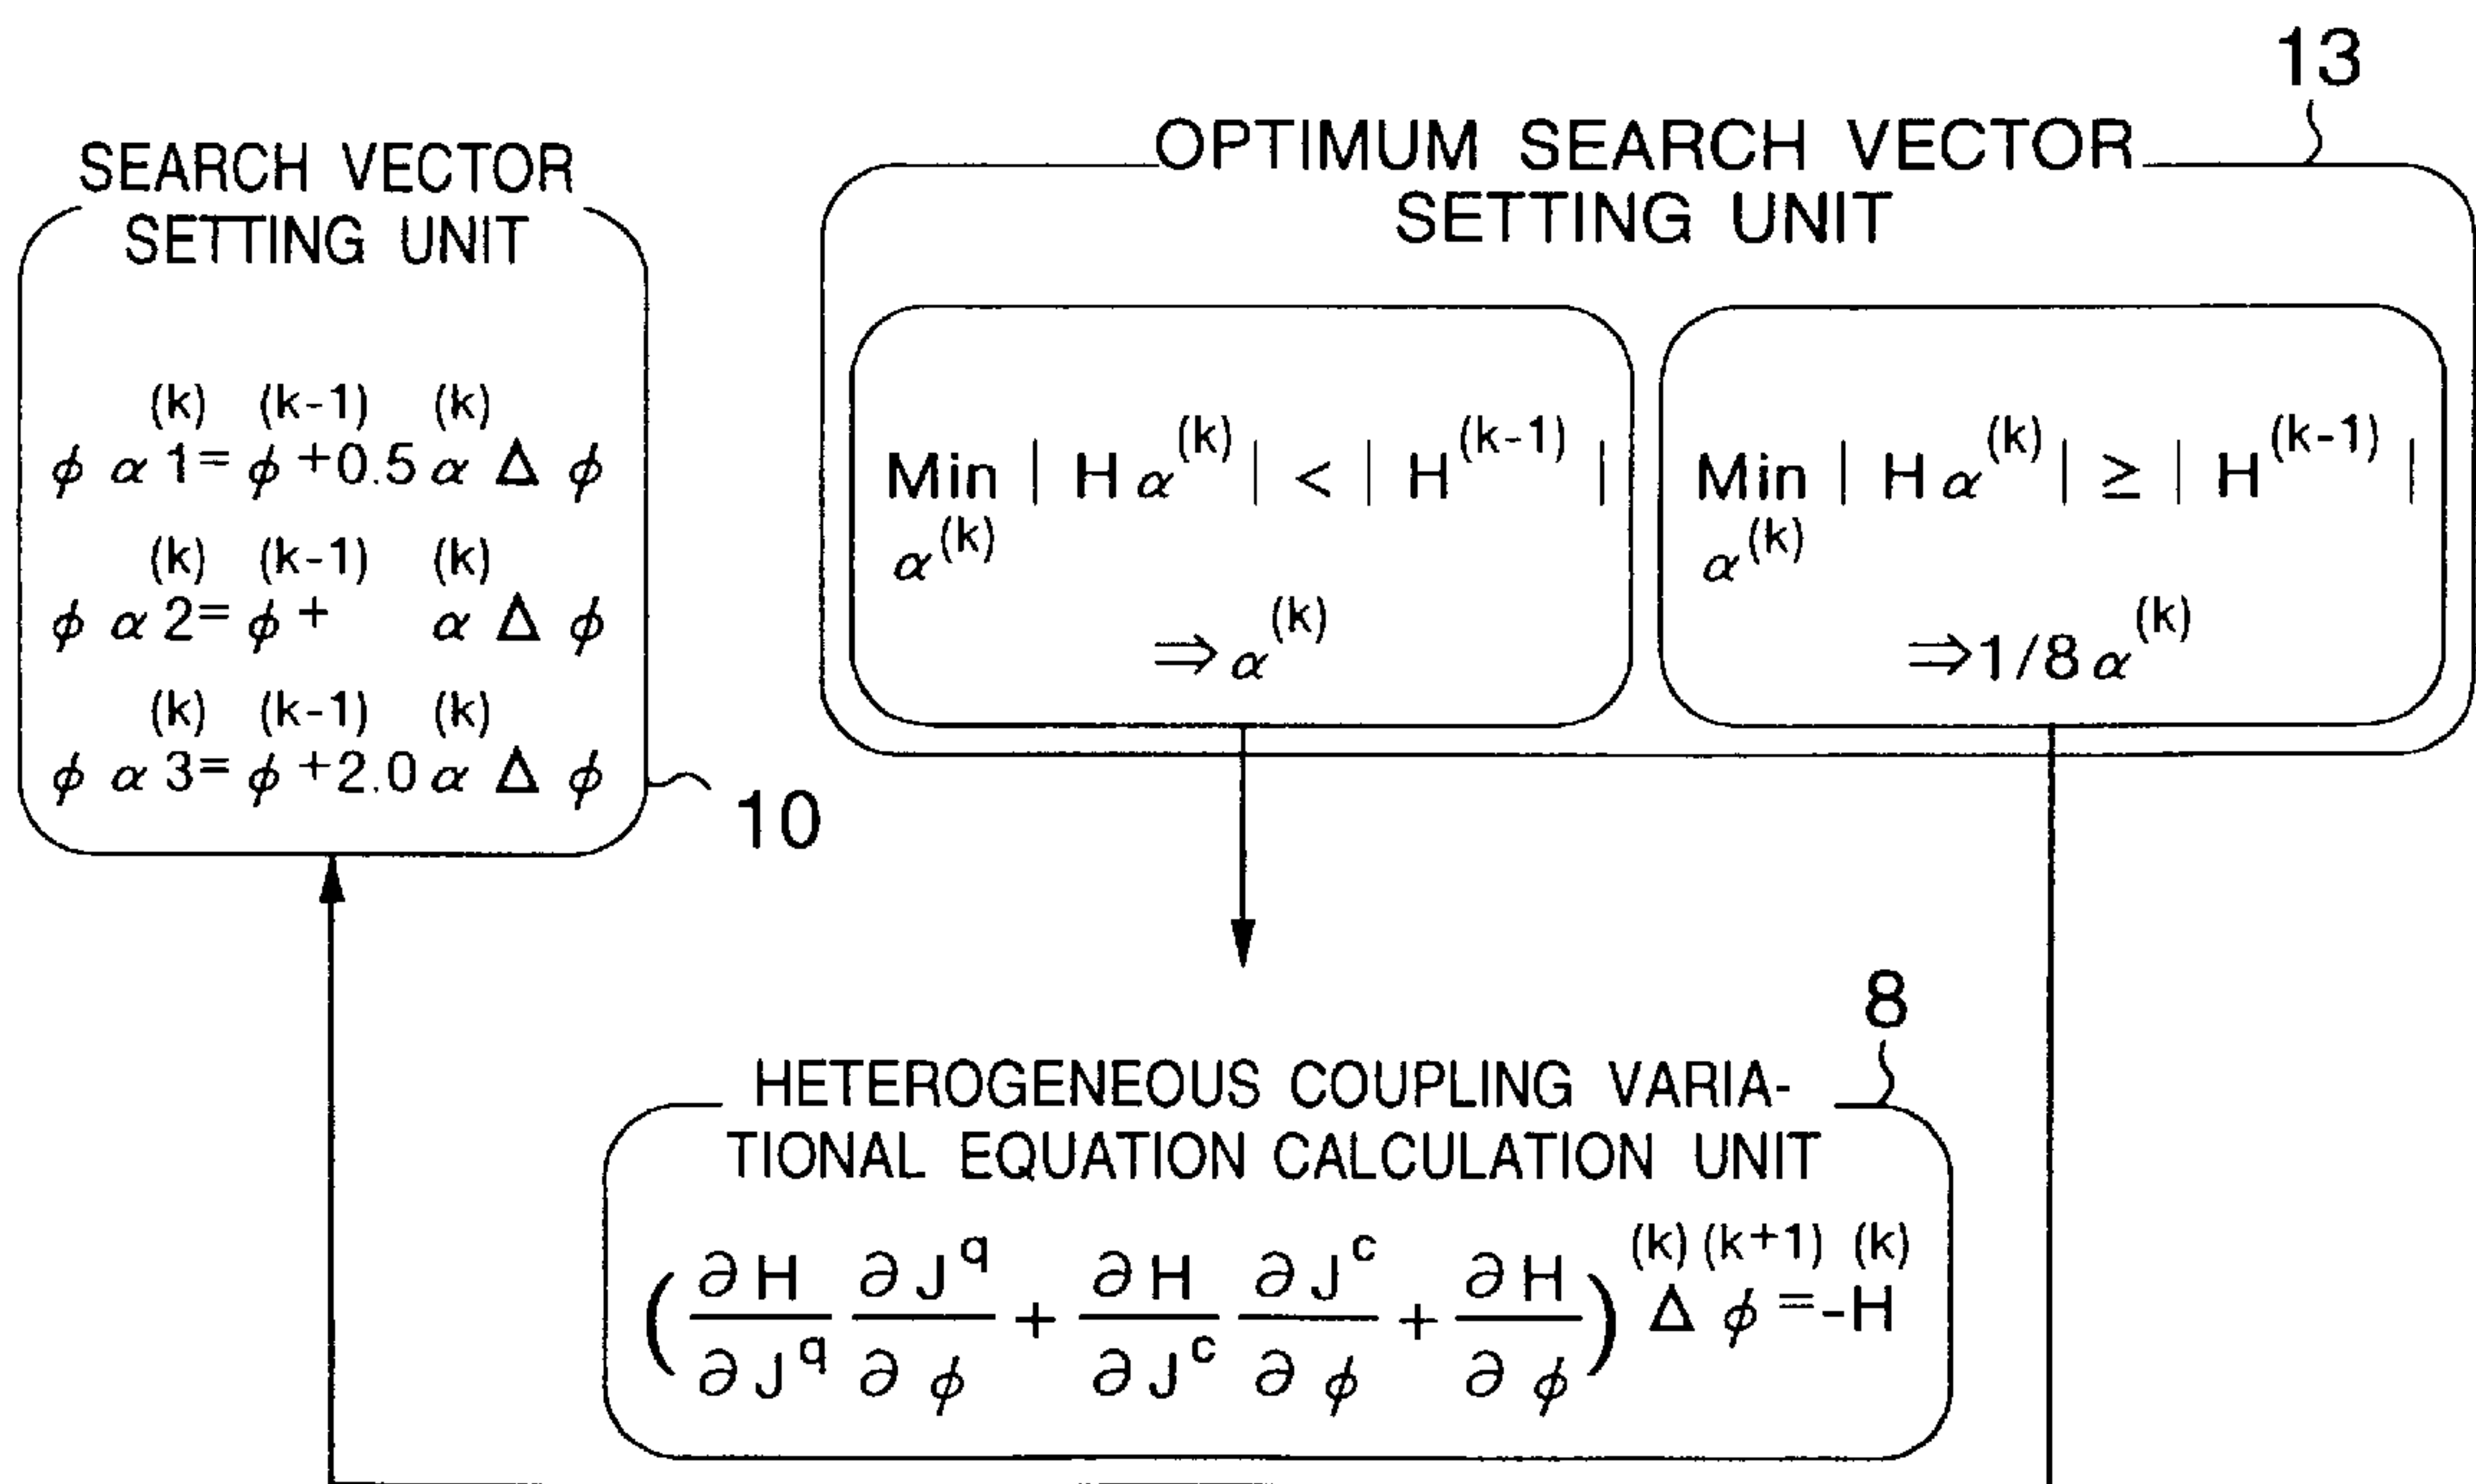 13
SEARCH VECTOR
SETTING UNIT
(k) (k-1) (k)
ϕ α 1= ϕ +0.5 α Δ ϕ
(k) (k-1) (k)
ϕ α 2= ϕ + α Δ ϕ
(k) (k-1) (k)
ϕ α 3= ϕ +2.0 α Δ ϕ
10
OPTIMUM SEARCH VECTOR
SETTING UNIT
Min | H α^(k) | < | H^(k-1) |
α^(k)
⇒ α^(k)
Min | H α^(k) | ≥ | H^(k-1) |
α^(k)
⇒ 1/8 α^(k)
8
HETEROGENEOUS COUPLING VARIA-
TIONAL EQUATION CALCULATION UNIT
(k) (k+1) (k)
( ∂H/∂J^q ∂J^q/∂ϕ + ∂H/∂J^c ∂J^c/∂ϕ + ∂H/∂ϕ ) Δ ϕ =-H